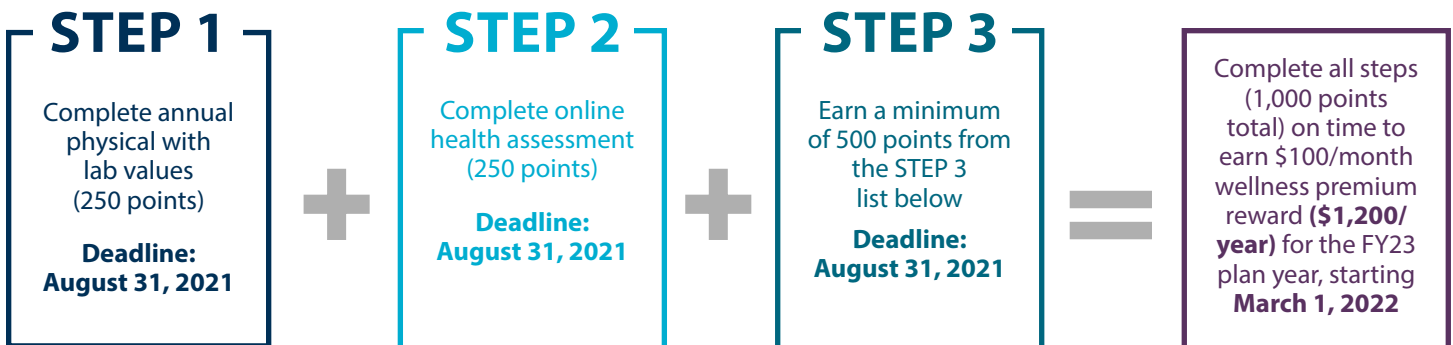 STEP 1
Complete annual
physical with
lab values
(250 points)
Deadline:
August 31, 2021
STEP 2
Complete online
health assessment
(250 points)
Deadline:
August 31, 2021
STEP 3
Earn a minimum
of 500 points from
the STEP 3
list below
Deadline:
August 31, 2021
Complete all steps
(1,000 points
total) on time to
earn $100/month
wellness premium
reward ($1,200/
year) for the FY23
plan year, starting
March 1, 2022